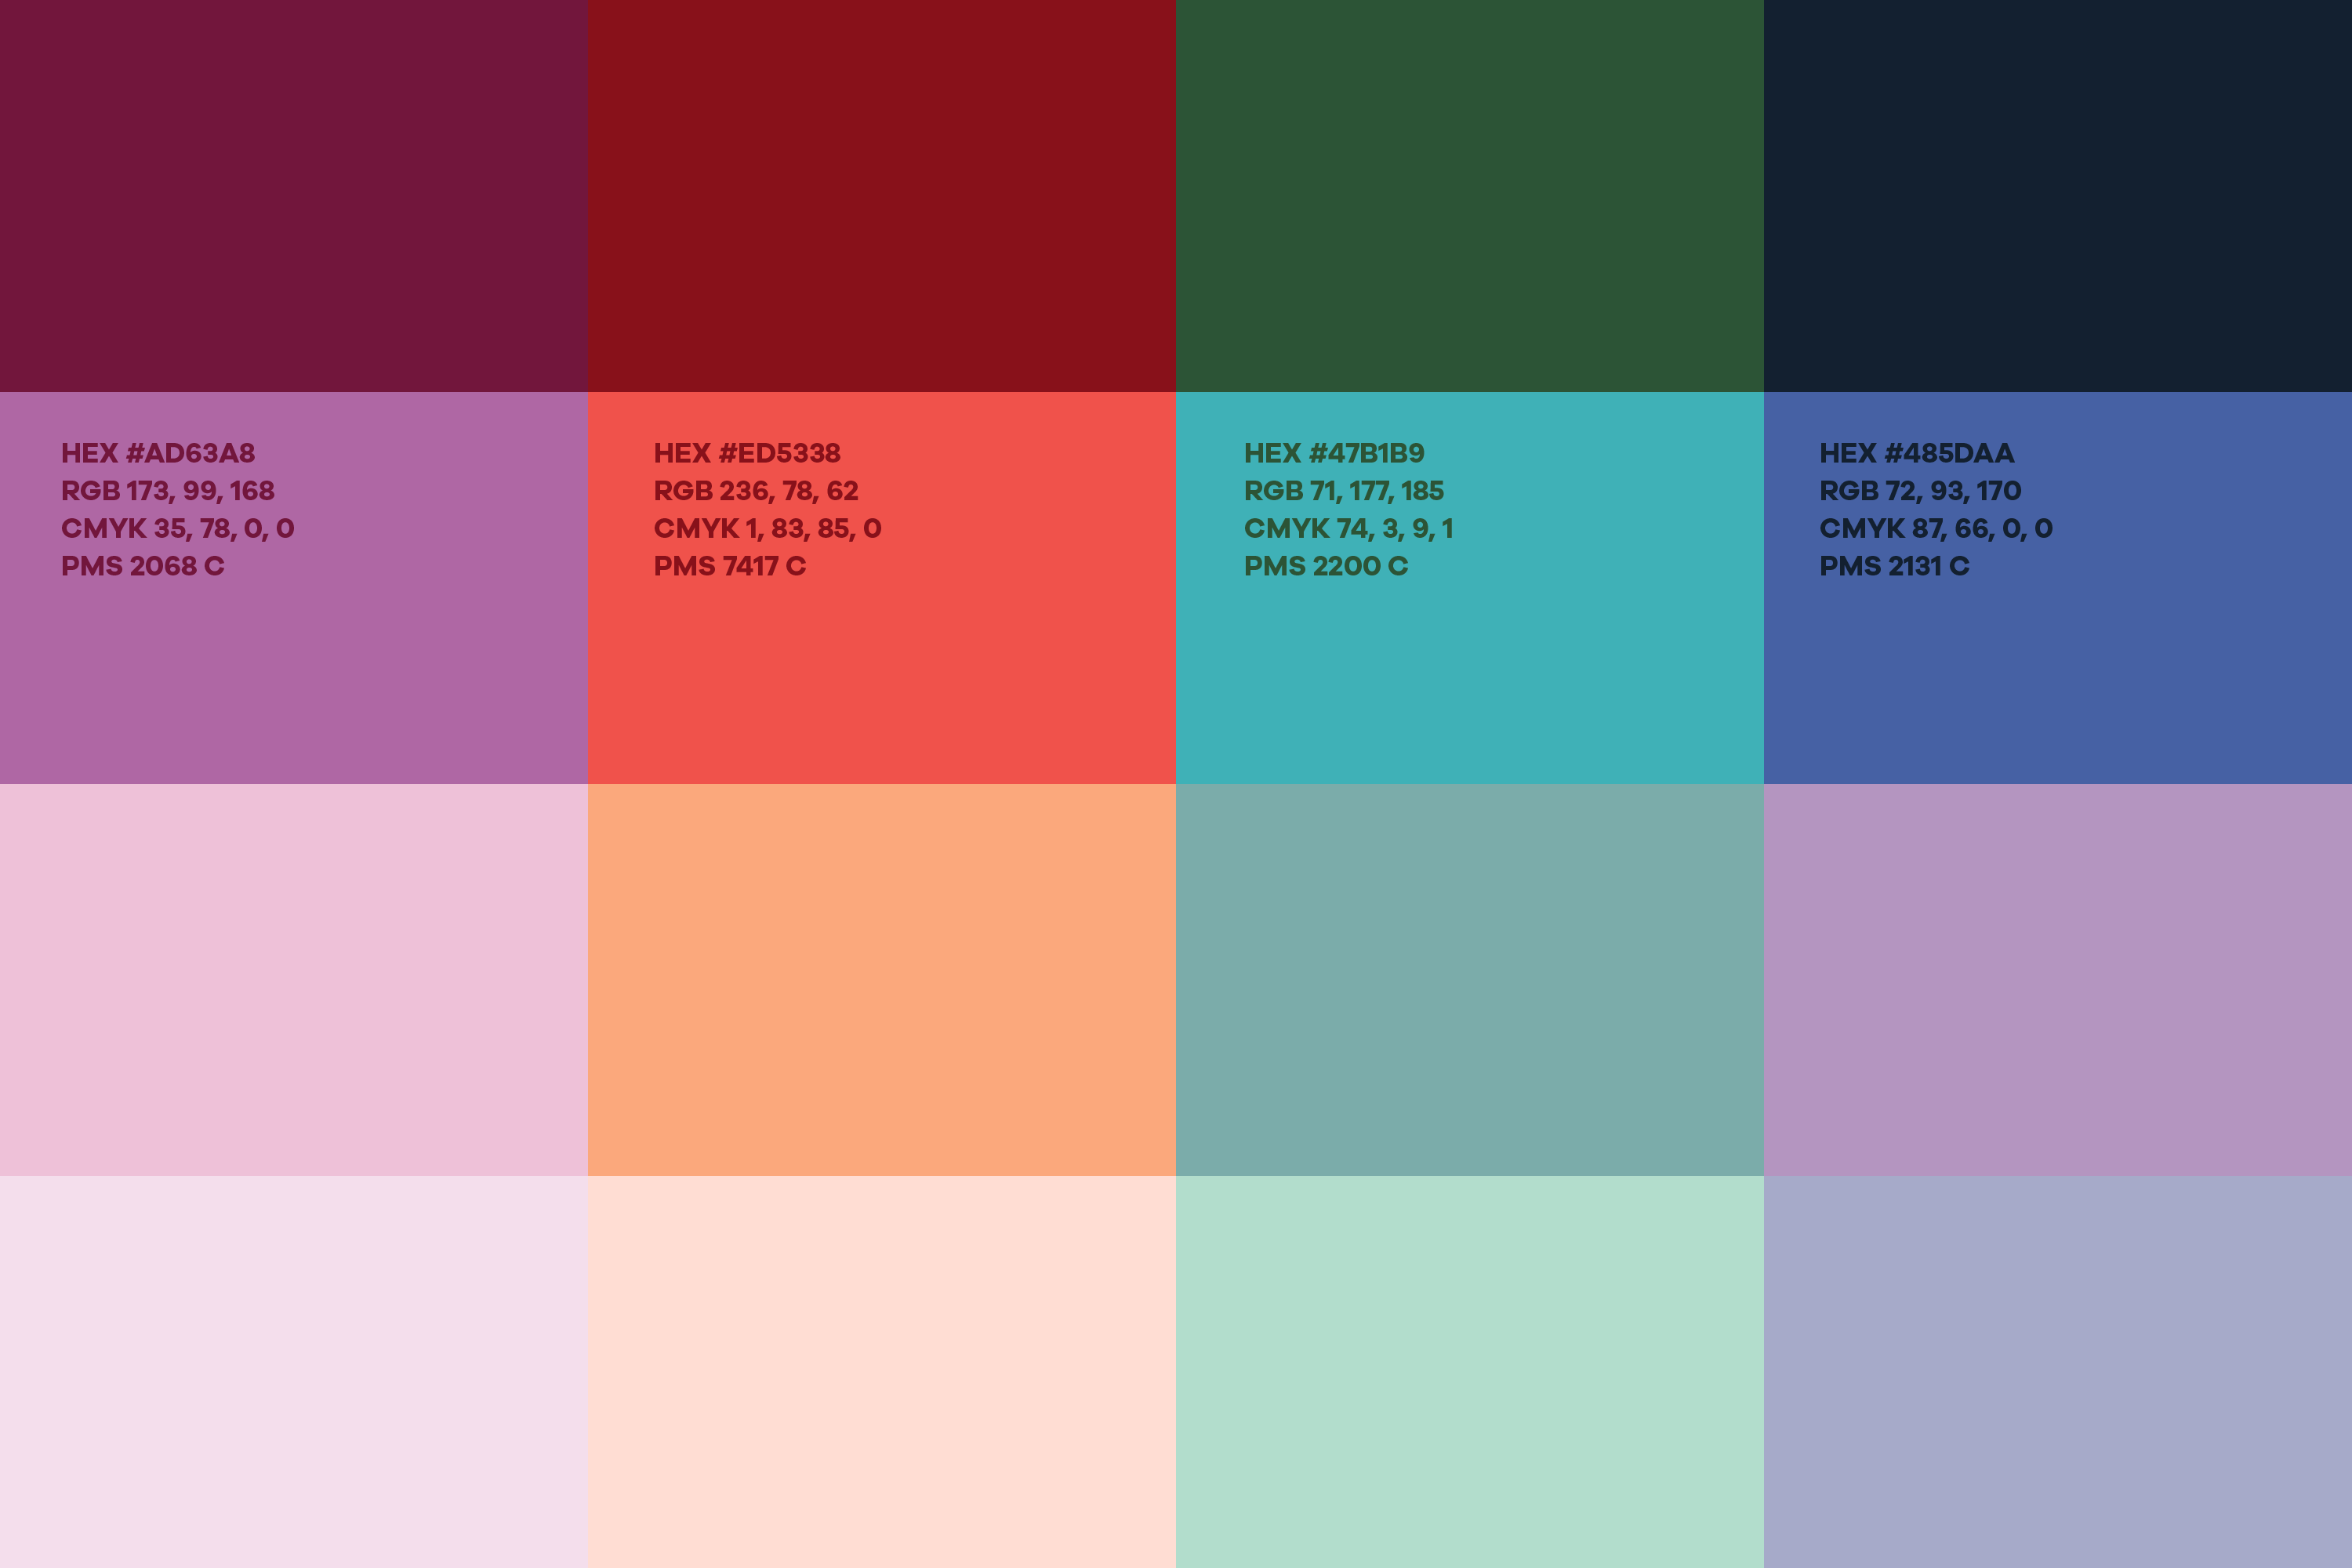 HEX #AD63A8
RGB 173, 99, 168
CMYK 35, 78, 0, 0
PMS 2068 C
HEX #ED5338
RGB 236, 78, 62
CMYK 1, 83, 85, 0
PMS 7417 C
HEX #47B1B9
RGB 71, 177, 185
CMYK 74, 3, 9, 1
PMS 2200 C
HEX #485DAA
RGB 72, 93, 170
CMYK 87, 66, 0, 0
PMS 2131 C